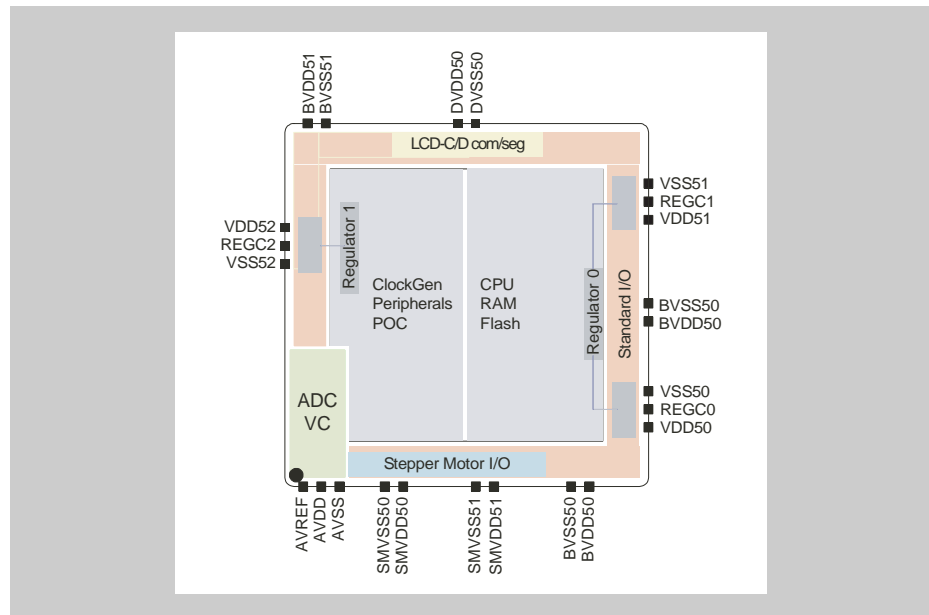 BVDD51
BVSS51
DVDD50
DVSS50
LCD-C/D com/seg
VSS51
REGC1
VDD51
VDD52
REGC2
VSS52
Regulator 1
ClockGen
Peripherals
POC
CPU
RAM
Flash
Regulator 0
Standard I/O
BVSS50
BVDD50
VSS50
REGC0
VDD50
ADC
VC
Stepper Motor I/O
AVREF
AVDD
AVSS
SMVSS50
SMVDD50
SMVSS51
SMVDD51
BVSS50
BVDD50